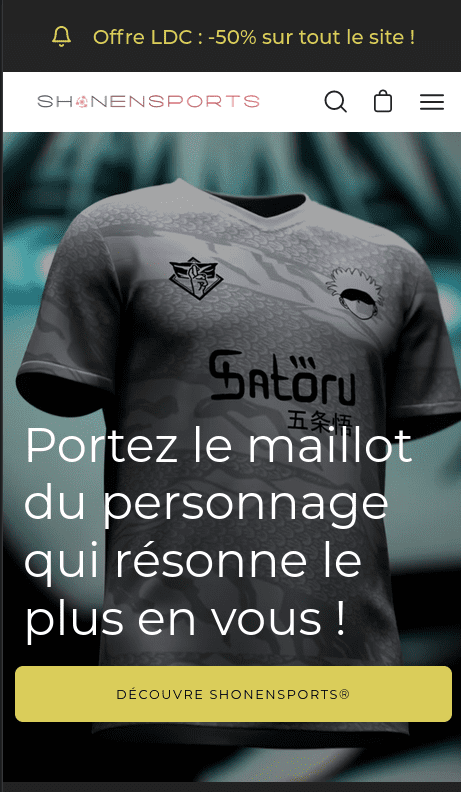 Offre LDC : -50% sur tout le site !
SHONENSPORTS
Satoru
五条悟
Portez le maillot
du personnage
qui résonne le
plus en vous !
DÉCOUVRE SHONENSPORTS®